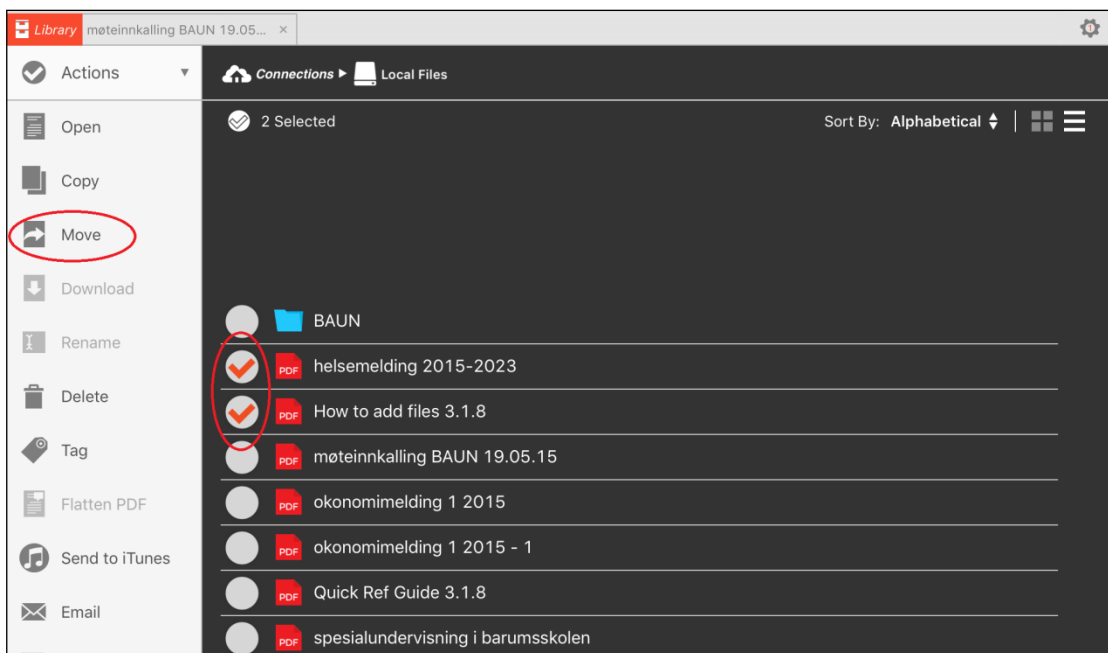 Library møteinnkalling BAUN 19.05... ×
1
Actions ▼
Connections ▶ Local Files
Open
2 Selected
Sort By: Alphabetical
Copy
Move
Download
Rename
Delete
Tag
Flatten PDF
Send to iTunes
Email
BAUN
PDF helsemelding 2015-2023
PDF How to add files 3.1.8
PDF møteinnkalling BAUN 19.05.15
PDF okonomimelding 1 2015
PDF okonomimelding 1 2015 - 1
PDF Quick Ref Guide 3.1.8
PDF spesialundervisning i barumsskolen